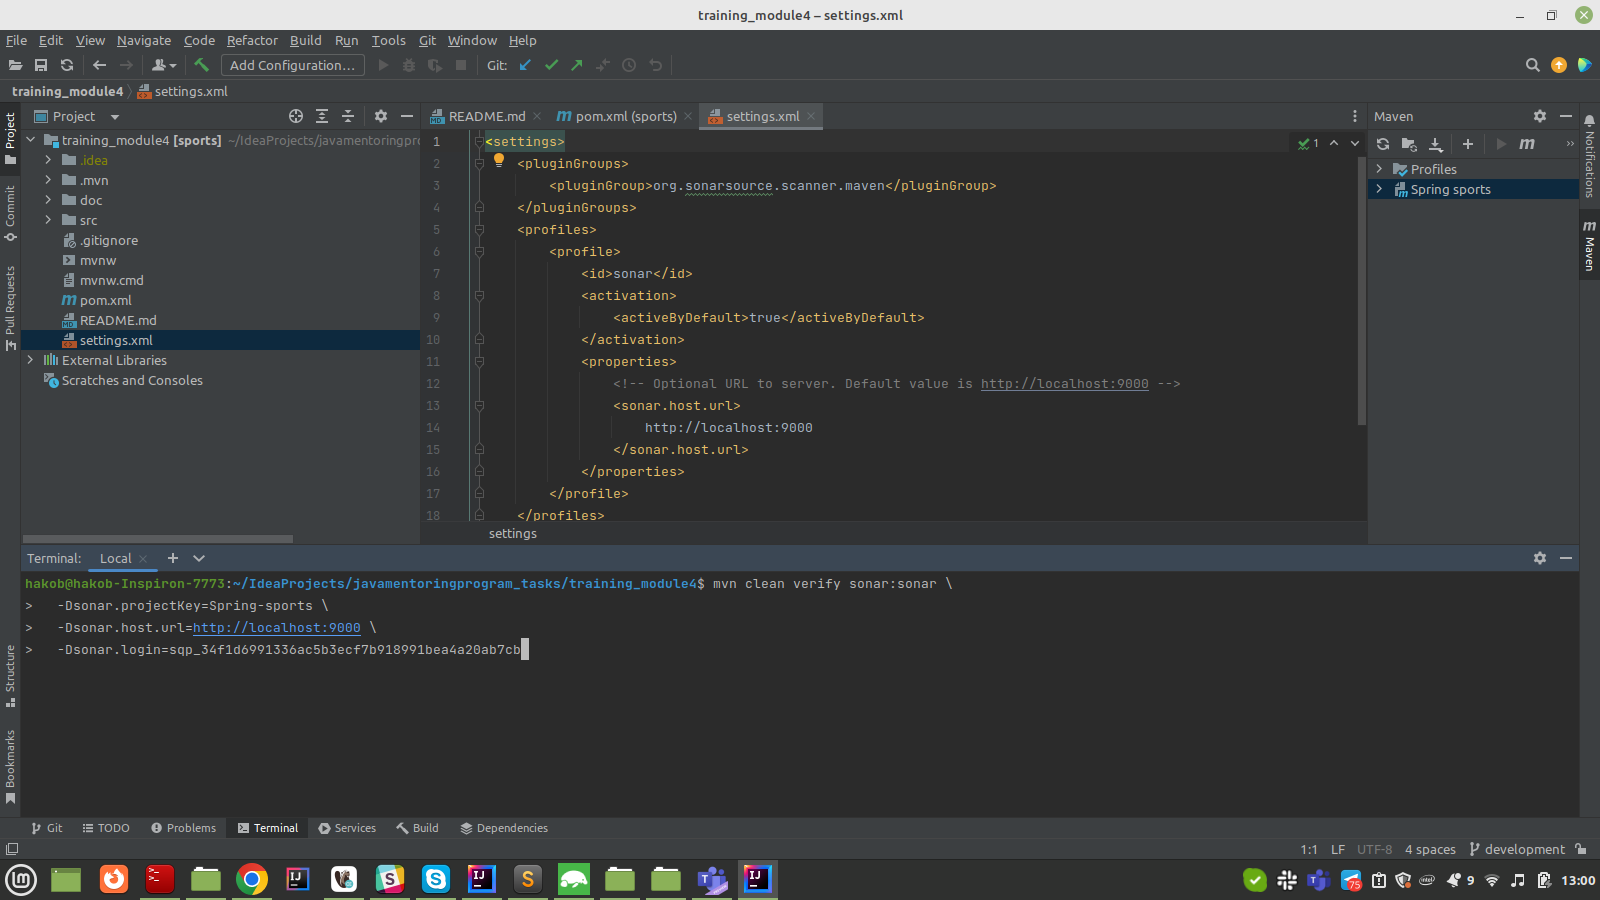 training_module4 – settings.xml
File Edit View Navigate Code Refactor Build Run Tools Git Window Help
Add Configuration... Git:
training_module4 settings.xml
Project
README.md pom.xml (sports) settings.xml
Maven
training_module4 [sports] ~/IdeaProjects/javamentoringpro
.idea
.mvn
doc
src
.gitignore
mvnw
mvnw.cmd
pom.xml
README.md
settings.xml
External Libraries
Scratches and Consoles
1 <settings>
2 <pluginGroups>
3 <pluginGroup>org.sonarsource.scanner.maven</pluginGroup>
4 </pluginGroups>
5 <profiles>
6 <profile>
7 <id>sonar</id>
8 <activation>
9 <activeByDefault>true</activeByDefault>
10 </activation>
11 <properties>
12 <!-- Optional URL to server. Default value is http://localhost:9000 -->
13 <sonar.host.url>
14 http://localhost:9000
15 </sonar.host.url>
16 </properties>
17 </profile>
18 </profiles>
1
settings
Profiles
Spring sports
Project
Commit
Pull Requests
Structure
Bookmarks
Notifications
Maven
Terminal: Local
hakob@hakob-Inspiron-7773:~/IdeaProjects/javamentoringprogram_tasks/training_module4$ mvn clean verify sonar:sonar \
> -Dsonar.projectKey=Spring-sports \
> -Dsonar.host.url=http://localhost:9000 \
> -Dsonar.login=sqp_34f1d6991336ac5b3ecf7b918991bea4a20ab7cb
Git TODO Problems Terminal Services Build Dependencies
1:1 LF UTF-8 4 spaces development
75 9 13:00